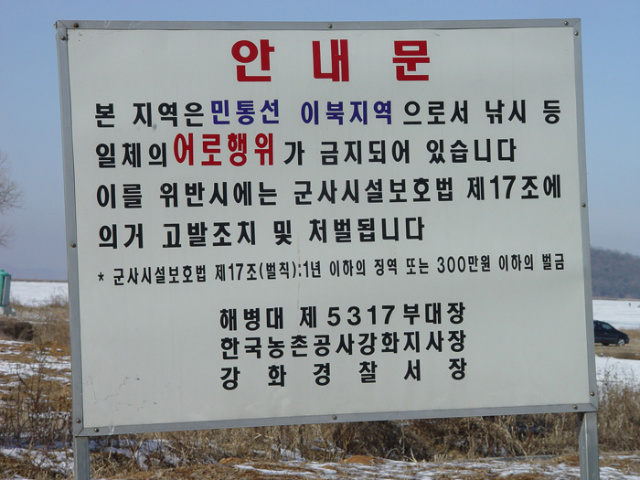 안내문
본 지역은 민통선 이북지역 으로서 낚시 등
일체의 어로행위 가 금지되어 있습니다
이를 위반시에는 군사시설보호법 제17조에
의거 고발조치 및 처벌됩니다
* 군사시설보호법 제17조(벌칙):1년 이하의 징역 또는 300만원 이하의 벌금
해병대 제 5317 부대장
한국농촌공사강화지사장
강화경찰서장